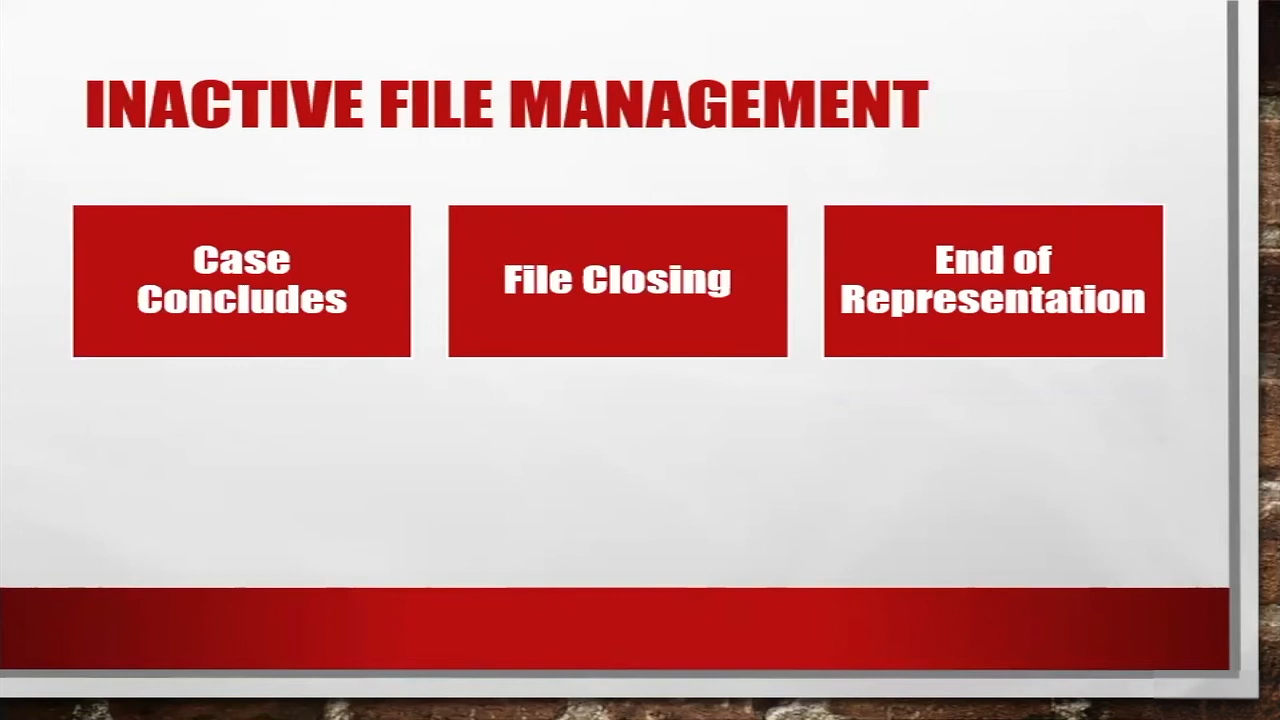 INACTIVE FILE MANAGEMENT
Case
Concludes
File Closing
End of
Representation